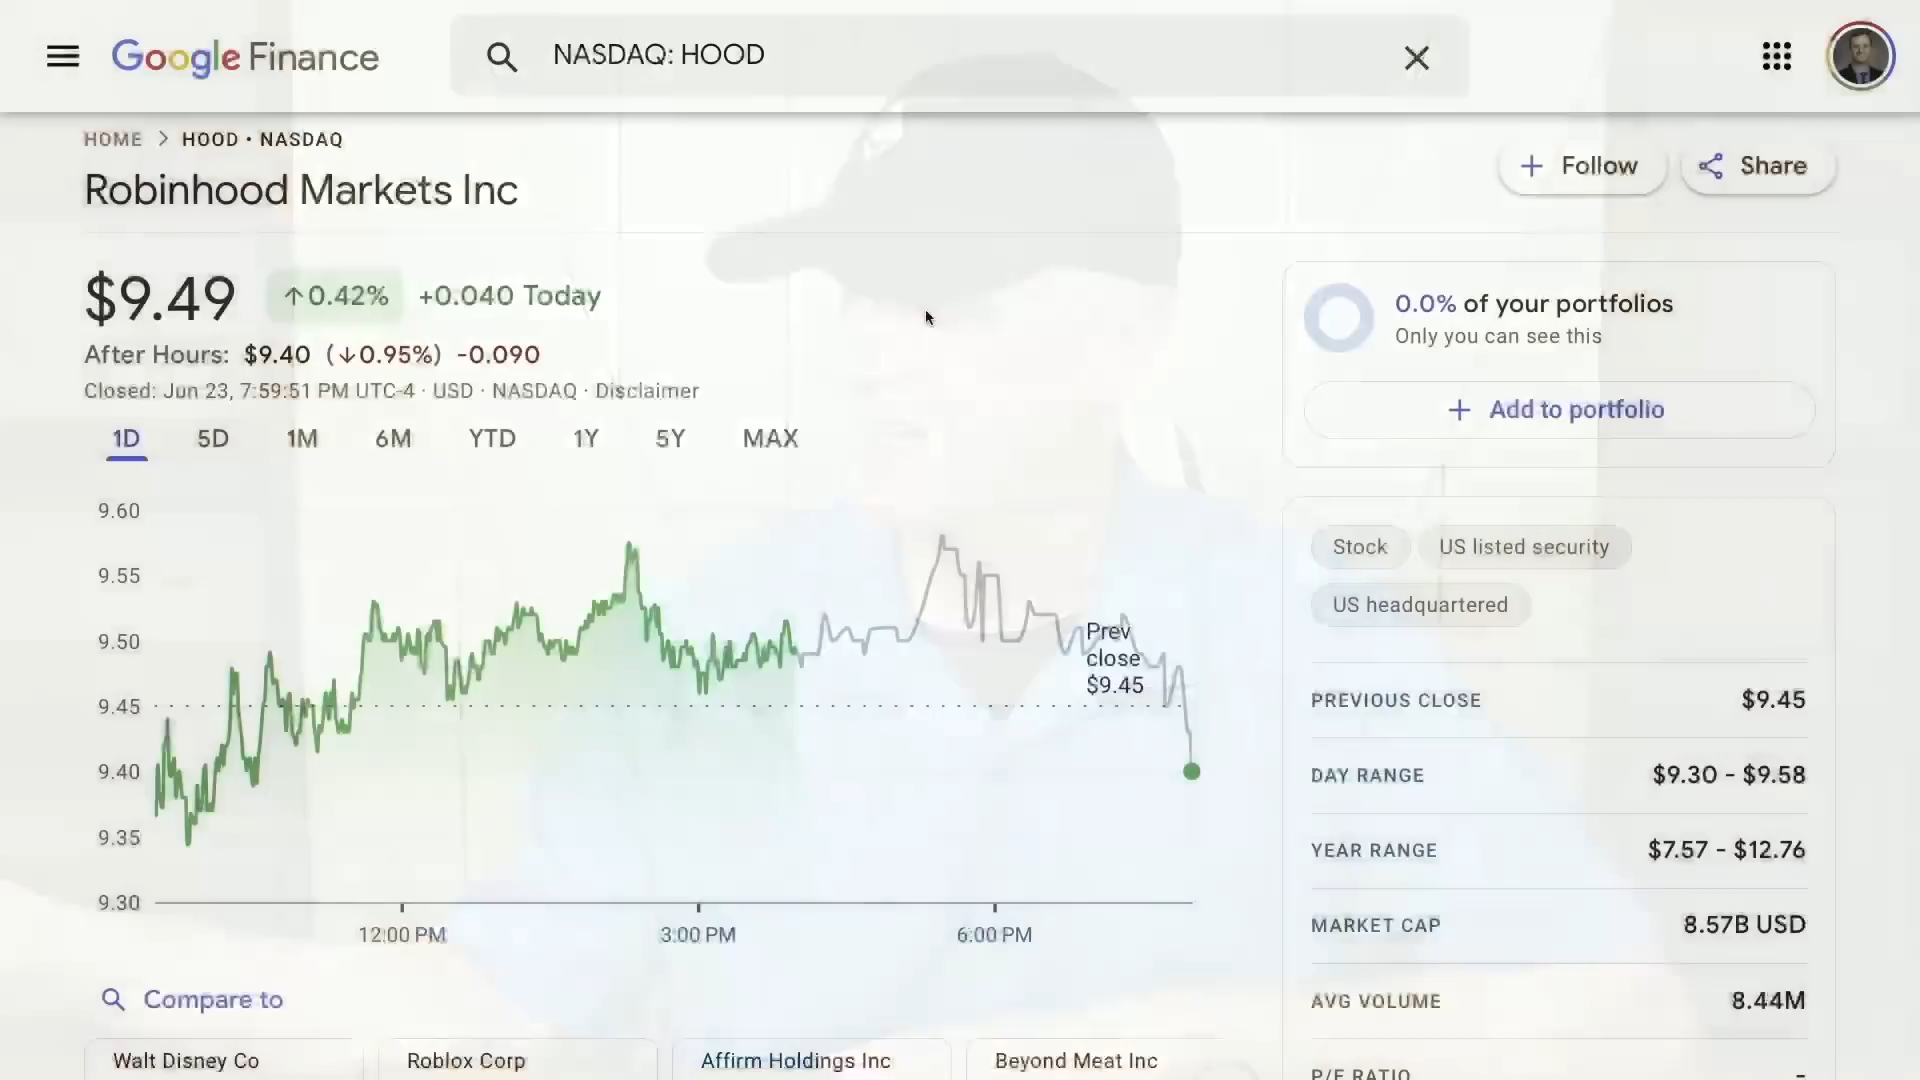 Google Finance
NASDAQ: HOOD
HOME > HOOD • NASDAQ
Robinhood Markets Inc
+ Follow
Share
$9.49 ↑0.42% +0.040 Today
After Hours: $9.40 (↓0.95%) -0.090
Closed: Jun 23, 7:59:51 PM UTC-4 · USD · NASDAQ · Disclaimer
1D 5D 1M 6M YTD 1Y 5Y MAX
9.60
9.55
9.50
9.45
9.40
9.35
9.30
Prev
close
$9.45
12:00 PM 3:00 PM 6:00 PM
Compare to
Walt Disney Co
Roblox Corp
Affirm Holdings Inc
Beyond Meat Inc
0.0% of your portfolios
Only you can see this
+ Add to portfolio
Stock
US listed security
US headquartered
PREVIOUS CLOSE $9.45
DAY RANGE $9.30 - $9.58
YEAR RANGE $7.57 - $12.76
MARKET CAP 8.57B USD
AVG VOLUME 8.44M
P/E RATIO -